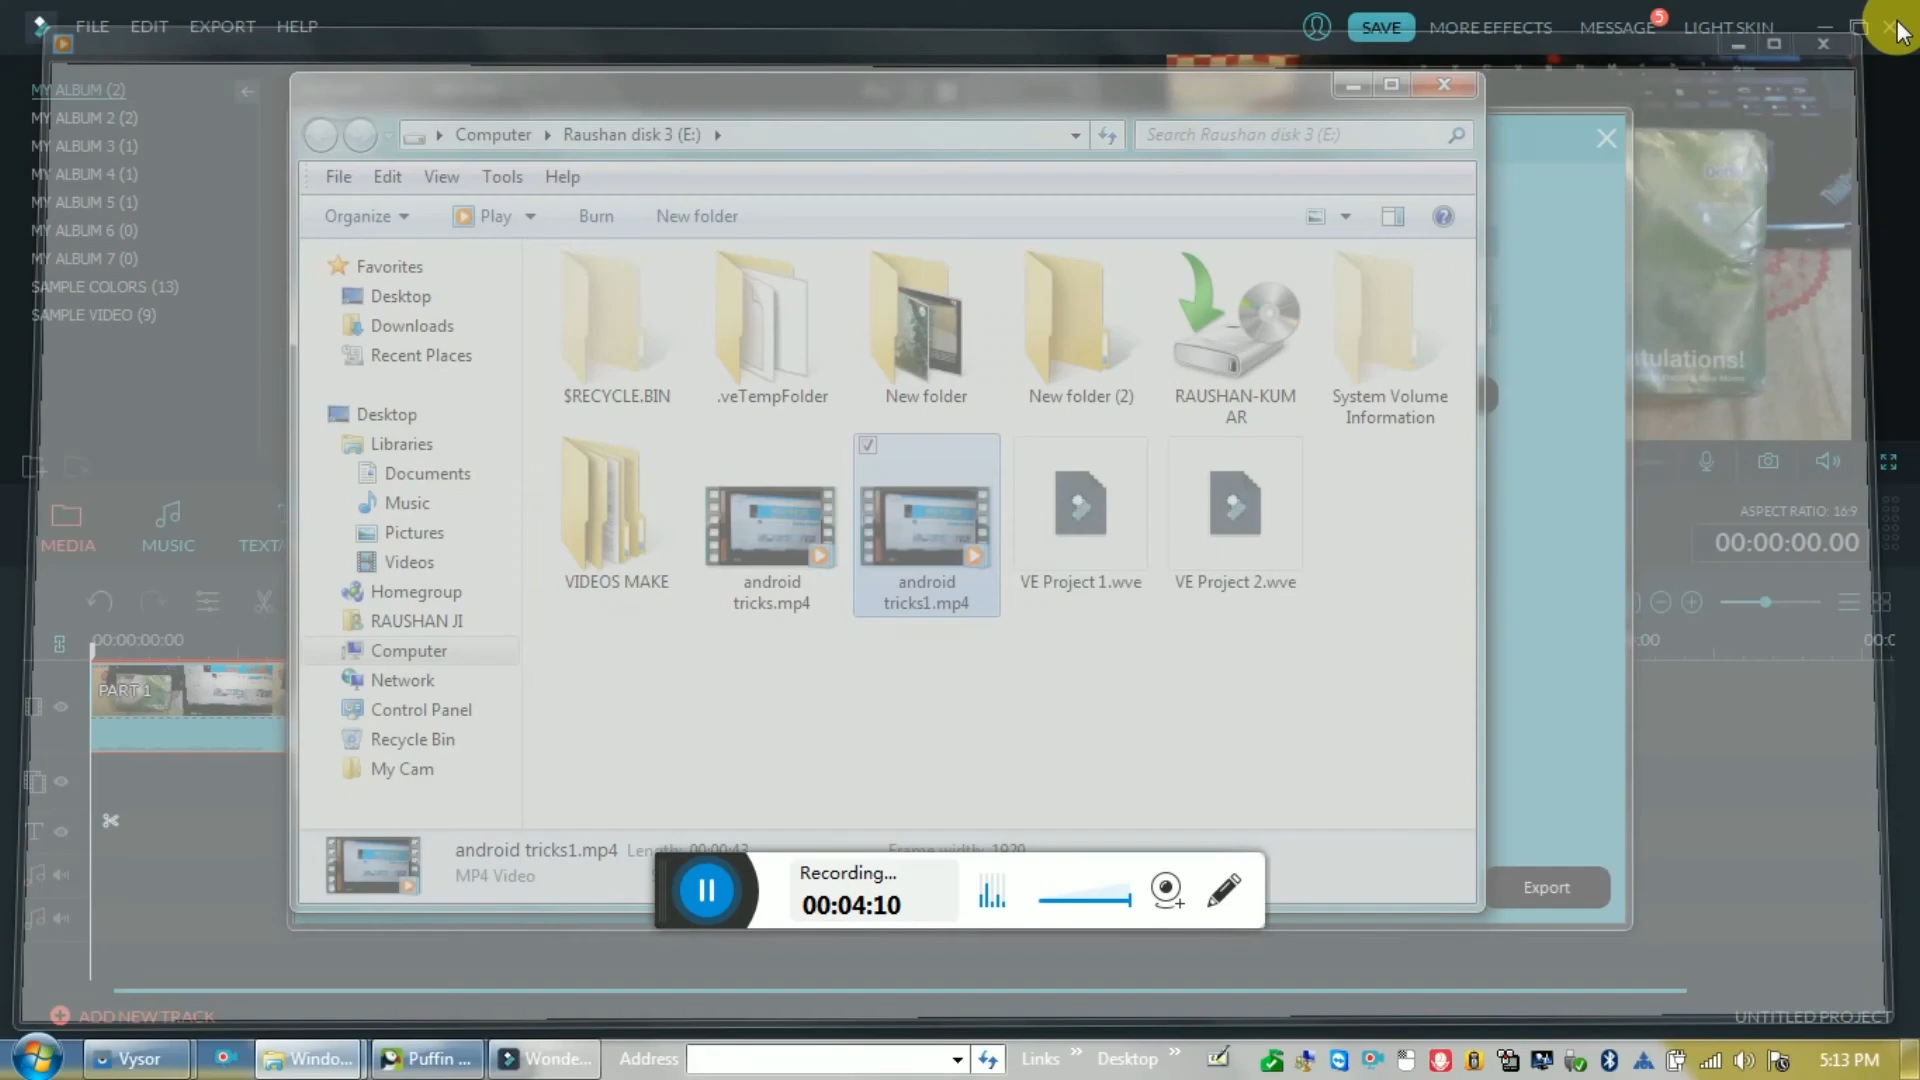 FILE EDIT EXPORT HELP
SAVE MORE EFFECTS MESSAGE 5 LIGHT SKIN
MY ALBUM (2)
MY ALBUM 2 (2)
MY ALBUM 3 (1)
MY ALBUM 4 (1)
MY ALBUM 5 (1)
MY ALBUM 6 (0)
MY ALBUM 7 (0)
SAMPLE COLORS (13)
SAMPLE VIDEO (9)
MEDIA MUSIC
Computer Raushan disk 3 (E:)
Search Raushan disk 3 (E:)
File Edit View Tools Help
Organize Play Burn New folder
Favorites
Desktop
Downloads
Recent Places
Desktop
Libraries
Documents
Music
Pictures
Videos
Homegroup
RAUSHAN JI
Computer
Network
Control Panel
Recycle Bin
My Cam
$RECYCLE.BIN
.veTempFolder
New folder
New folder (2)
RAUSHAN-KUM
AR
System Volume
Information
VIDEOS MAKE
android
tricks.mp4
android
tricks1.mp4
VE Project 1.wve
VE Project 2.wve
android tricks1.mp4 Length: 00:00:43
Frame width: 1920
MP4 Video
Recording...
00:04:10
Export
tulations!
ASPECT RATIO: 16:9
00:00:00.00
00:00:00:00
PART 1
ADD NEW TRACK
UNTITLED PROJECT
Vysor Windo... Puffin ... Wonde... Address Links » Desktop » 5:13 PM